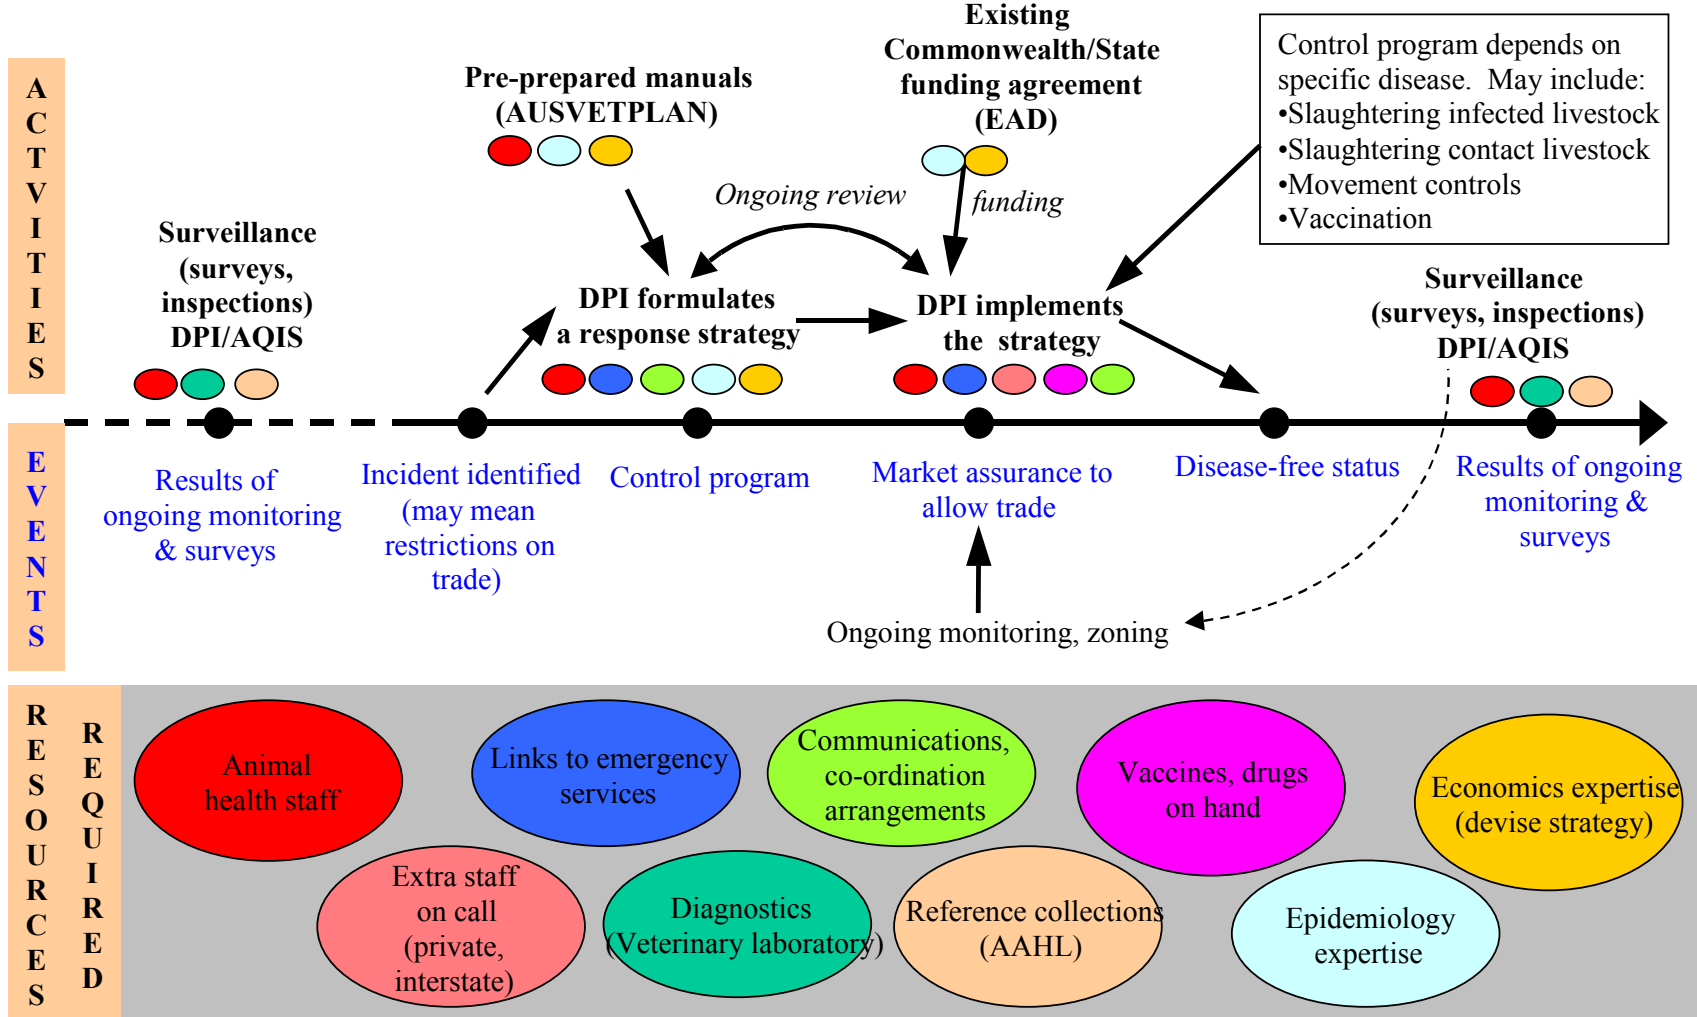 ACTVITIES
Surveillance
(surveys,
inspections)
DPI/AQIS
Pre-prepared manuals
(AUSVETPLAN)
Existing
Commonwealth/State
funding agreement
(EAD)
Ongoing review
funding
DPI formulates
a response strategy
DPI implements
the strategy
Control program depends on
specific disease. May include:
•Slaughtering infected livestock
•Slaughtering contact livestock
•Movement controls
•Vaccination
Surveillance
(surveys, inspections)
DPI/AQIS
EVENTS
Results of
ongoing monitoring
& surveys
Incident identified
(may mean
restrictions on
trade)
Control program
Market assurance to
allow trade
Disease-free status
Results of ongoing
monitoring &
surveys
Ongoing monitoring, zoning
RESOURCES
REQUIRED
Animal
health staff
Links to emergency
services
Communications,
co-ordination
arrangements
Vaccines, drugs
on hand
Economics expertise
(devise strategy)
Extra staff
on call
(private,
interstate)
Diagnostics
(Veterinary laboratory)
Reference collections
(AAHL)
Epidemiology
expertise